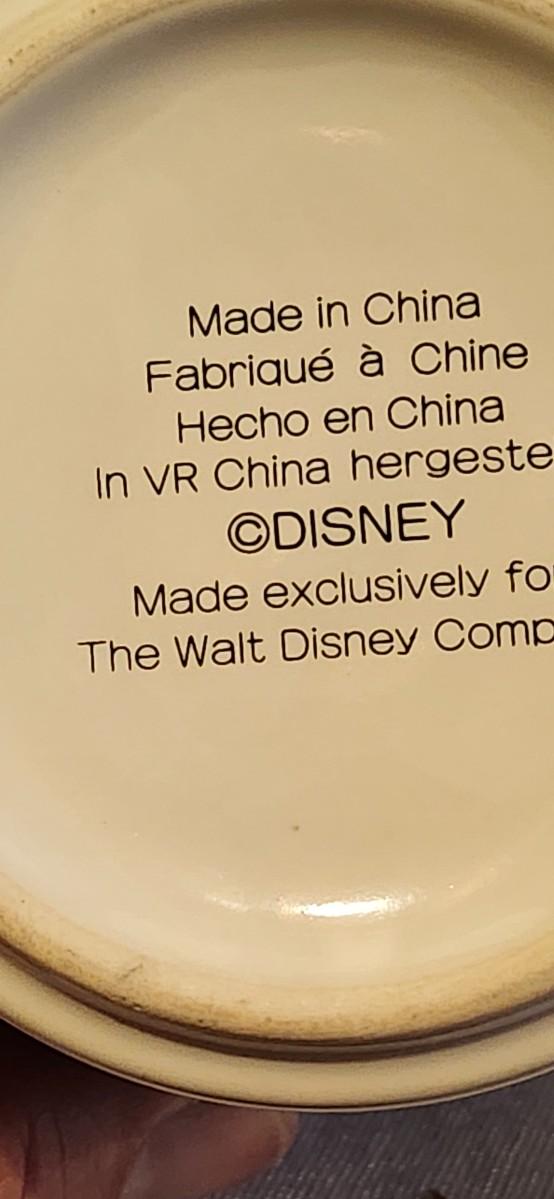 Made in China
Fabriqué à Chine
Hecho en China
In VR China hergeste
©DISNEY
Made exclusively fo
The Walt Disney Comp